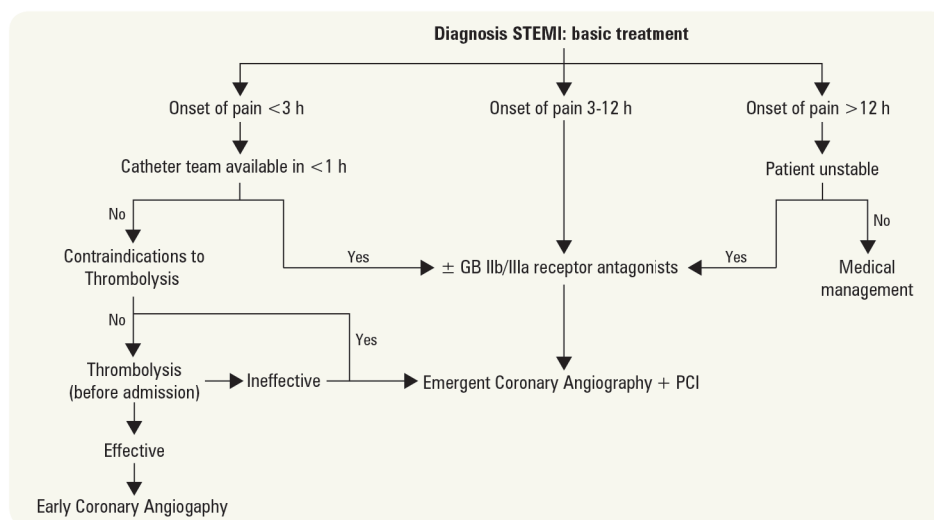 Diagnosis STEMI: basic treatment
Onset of pain <3 h
Onset of pain 3-12 h
Onset of pain >12 h
Catheter team available in <1 h
Patient unstable
No
No
Contraindications to
Thrombolysis
Yes
± GB IIb/IIIa receptor antagonists
Yes
Medical
management
No
Yes
Thrombolysis
(before admission)
Ineffective
Emergent Coronary Angiography + PCI
Effective
Early Coronary Angiogaphy